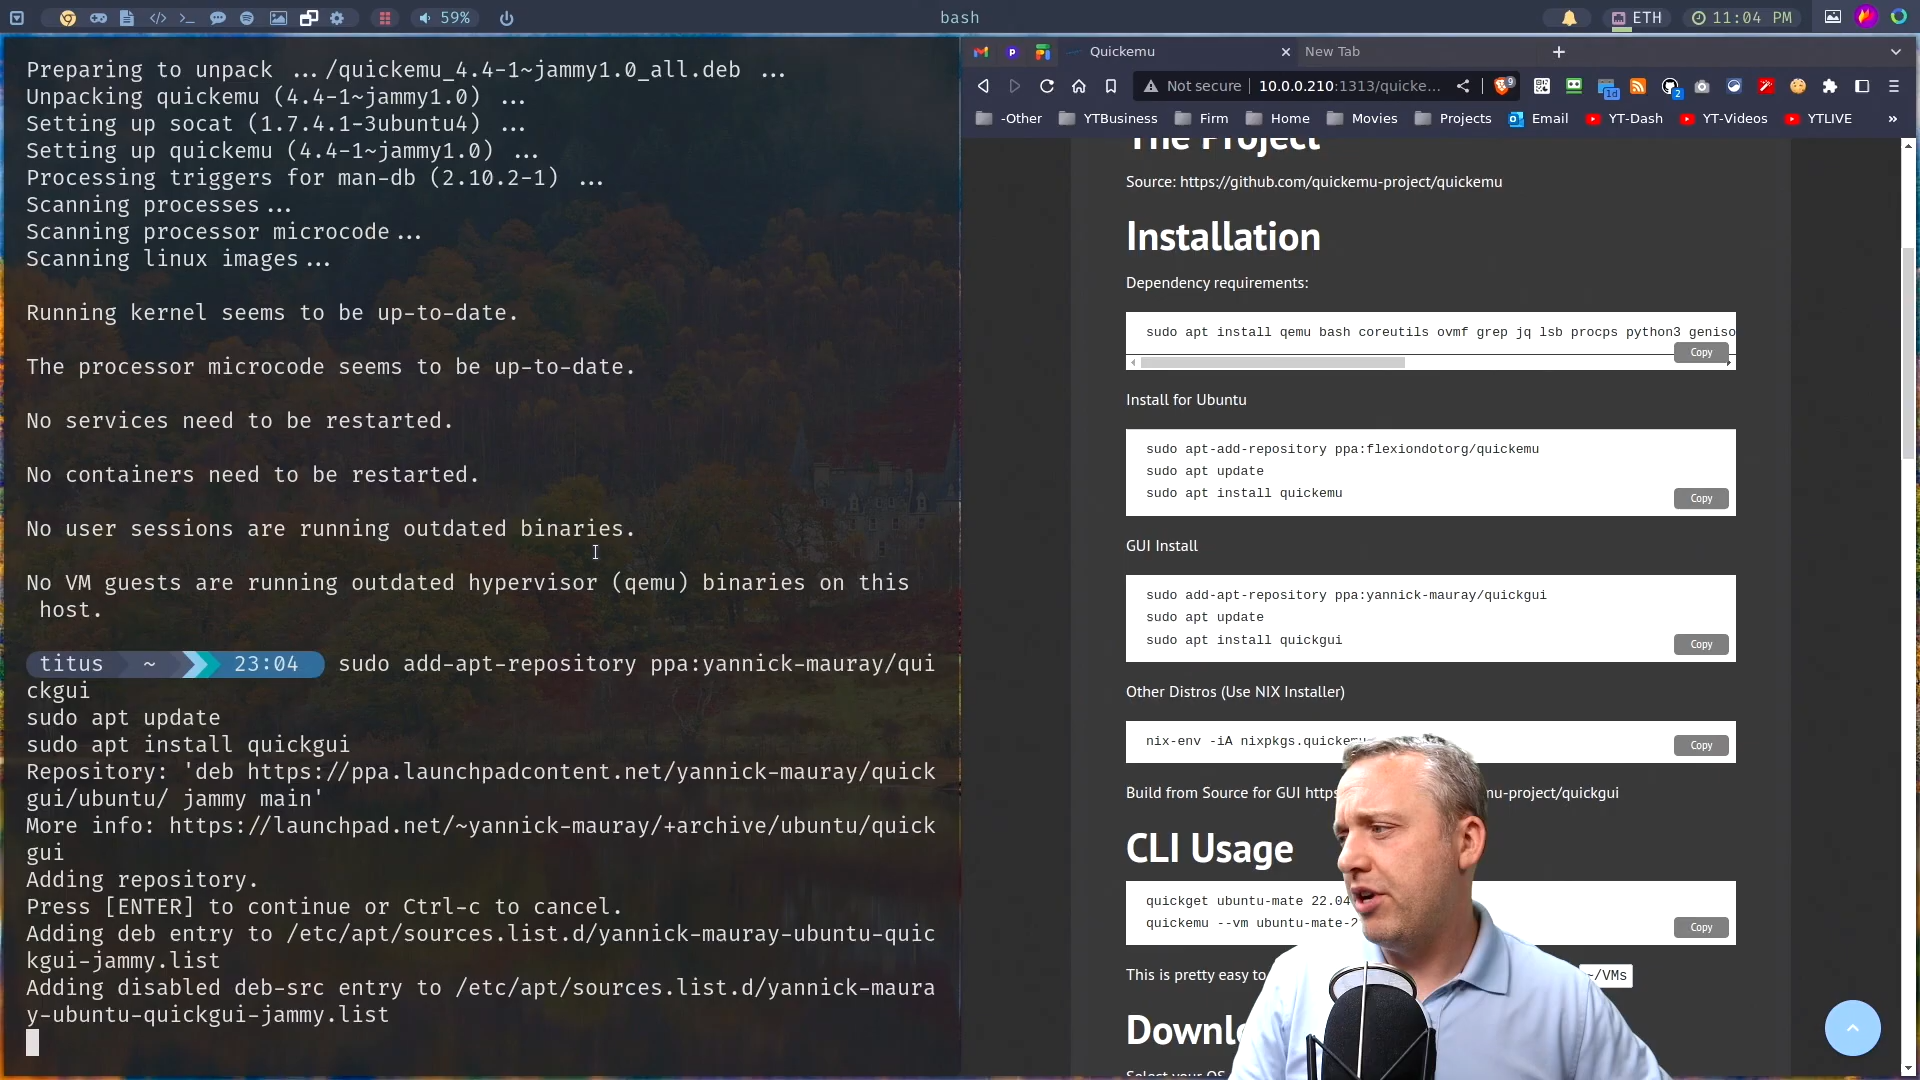 59%
bash
ETH
11:04 PM
Preparing to unpack .../quickemu_4.4-1~jammy1.0_all.deb ...
Unpacking quickemu (4.4-1~jammy1.0) ...
Setting up socat (1.7.4.1-3ubuntu4) ...
Setting up quickemu (4.4-1~jammy1.0) ...
Processing triggers for man-db (2.10.2-1) ...
Scanning processes...
Scanning processor microcode...
Scanning linux images...
Running kernel seems to be up-to-date.
The processor microcode seems to be up-to-date.
No services need to be restarted.
No containers need to be restarted.
No user sessions are running outdated binaries.
No VM guests are running outdated hypervisor (qemu) binaries on this
host.
titus ~ 23:04 sudo add-apt-repository ppa:yannick-mauray/qui
ckgui
sudo apt update
sudo apt install quickgui
Repository: 'deb https://ppa.launchpadcontent.net/yannick-mauray/quick
gui/ubuntu/ jammy main'
More info: https://launchpad.net/~yannick-mauray/+archive/ubuntu/quick
gui
Adding repository.
Press [ENTER] to continue or Ctrl-c to cancel.
Adding deb entry to /etc/apt/sources.list.d/yannick-mauray-ubuntu-quic
kgui-jammy.list
Adding disabled deb-src entry to /etc/apt/sources.list.d/yannick-maura
y-ubuntu-quickgui-jammy.list
Quickemu
New Tab
Not secure 10.0.0.210:1313/quicke...
9
1d
2
-Other YTBusiness Firm Home Movies Projects Email YT-Dash YT-Videos YTLIVE »
The Project
Source: https://github.com/quickemu-project/quickemu
Installation
Dependency requirements:
sudo apt install qemu bash coreutils ovmf grep jq lsb procps python3 geniso
Copy
Install for Ubuntu
sudo apt-add-repository ppa:flexiondotorg/quickemu
sudo apt update
sudo apt install quickemu
Copy
GUI Install
sudo add-apt-repository ppa:yannick-mauray/quickgui
sudo apt update
sudo apt install quickgui
Copy
Other Distros (Use NIX Installer)
nix-env -iA nixpkgs.quickemu
Copy
Build from Source for GUI https mu-project/quickgui
CLI Usage
quickget ubuntu-mate 22.04
quickemu --vm ubuntu-mate-2
Copy
This is pretty easy to ~/VMs
Downl